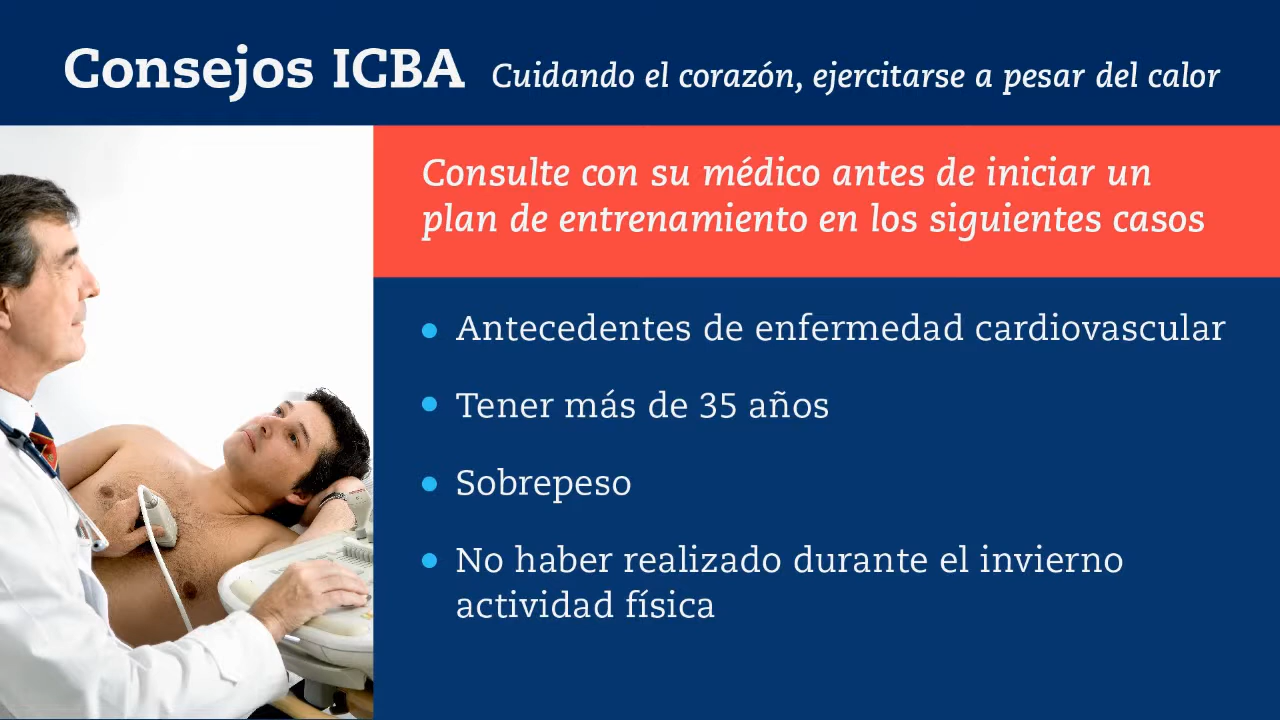 Consejos ICBA Cuidando el corazón, ejercitarse a pesar del calor
Consulte con su médico antes de iniciar un
plan de entrenamiento en los siguientes casos
• Antecedentes de enfermedad cardiovascular
• Tener más de 35 años
• Sobrepeso
• No haber realizado durante el invierno
actividad física